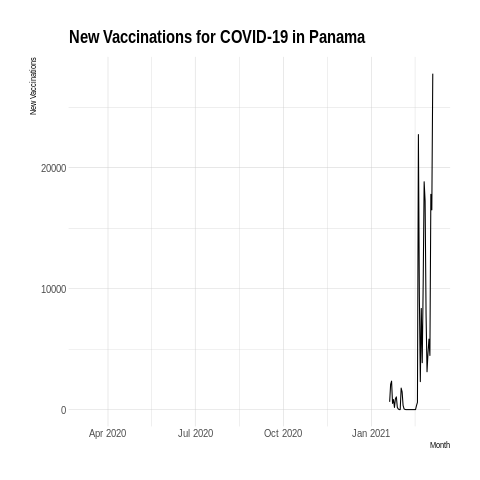 New Vaccinations for COVID-19 in Panama
New Vaccinations
20000
10000
0
Apr 2020
Jul 2020
Oct 2020
Jan 2021
Month